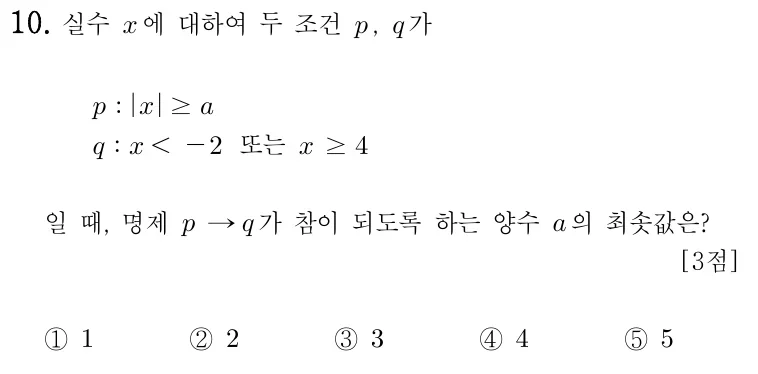 10. 실수 x에 대하여 두 조건 p, q가
p : |x| ≥ a
q : x < -2 또는 x ≥ 4
일 때, 명제 p → q가 참이 되도록 하는 양수 a의 최솟값은?
[3점]
① 1 ② 2 ③ 3 ④ 4 ⑤ 5